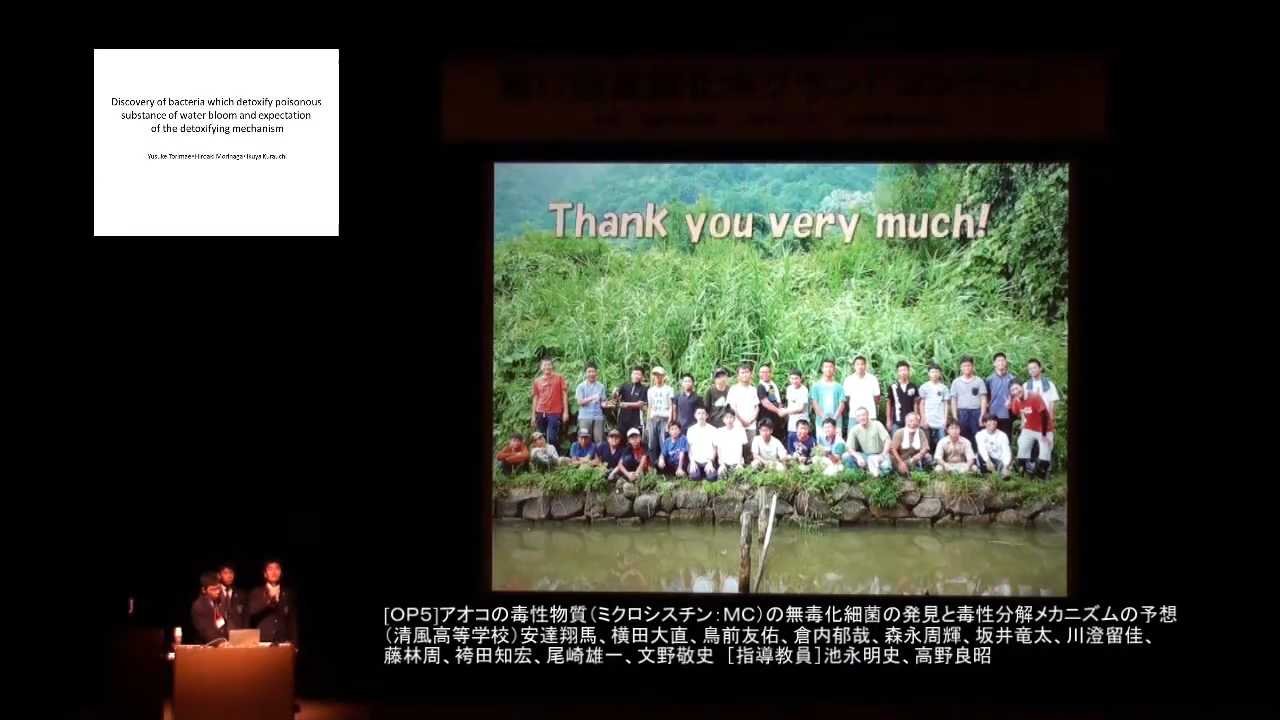 Discovery of bacteria which detoxify poisonous
substance of water bloom and expectation
of the detoxifying mechanism
Yusuke Torimae・Hiroaki Morinaga・Ikuya Kurauchi
Thank you very much!
[OP5]アオコの毒性物質(ミクロシスチン：MC)の無毒化細菌の発見と毒性分解メカニズムの予想
(清風高等学校)安達翔馬、横田大直、鳥前友佑、倉内郁哉、森永周輝、坂井竜太、川澄留佳、
藤林周、袴田知宏、尾崎雄一、文野敬史 [指導教員]池永明史、高野良昭